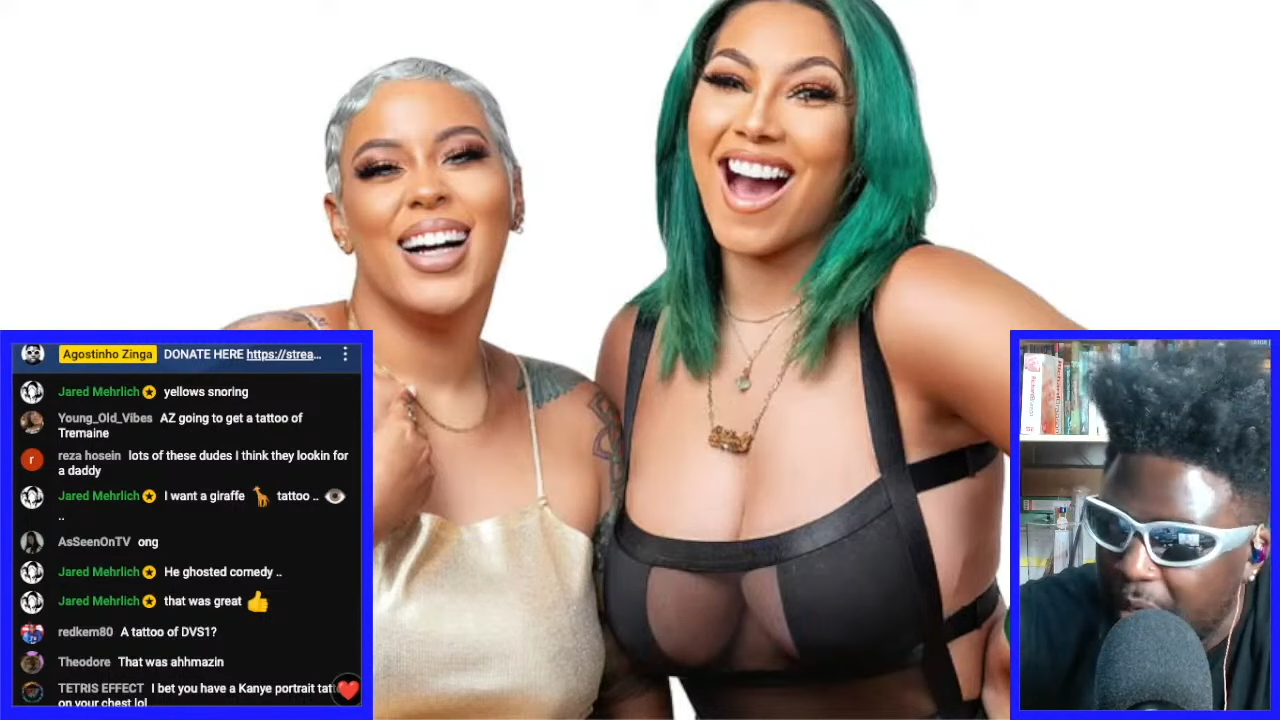 Agostinho Zinga DONATE HERE https://strea...
Jared Mehrlich yellows snoring
Young_Old_Vibes AZ going to get a tattoo of
Tremaine
reza hosein lots of these dudes I think they lookin for
a daddy
r
Jared Mehrlich I want a giraffe 🦒 tattoo .. 👁️
..
AsSeenOnTV ong
Jared Mehrlich He ghosted comedy ..
Jared Mehrlich that was great 👍
redkem80 A tattoo of DVS1?
Theodore That was ahhmazin
TETRIS EFFECT I bet you have a Kanye portrait tat
on your chest lol